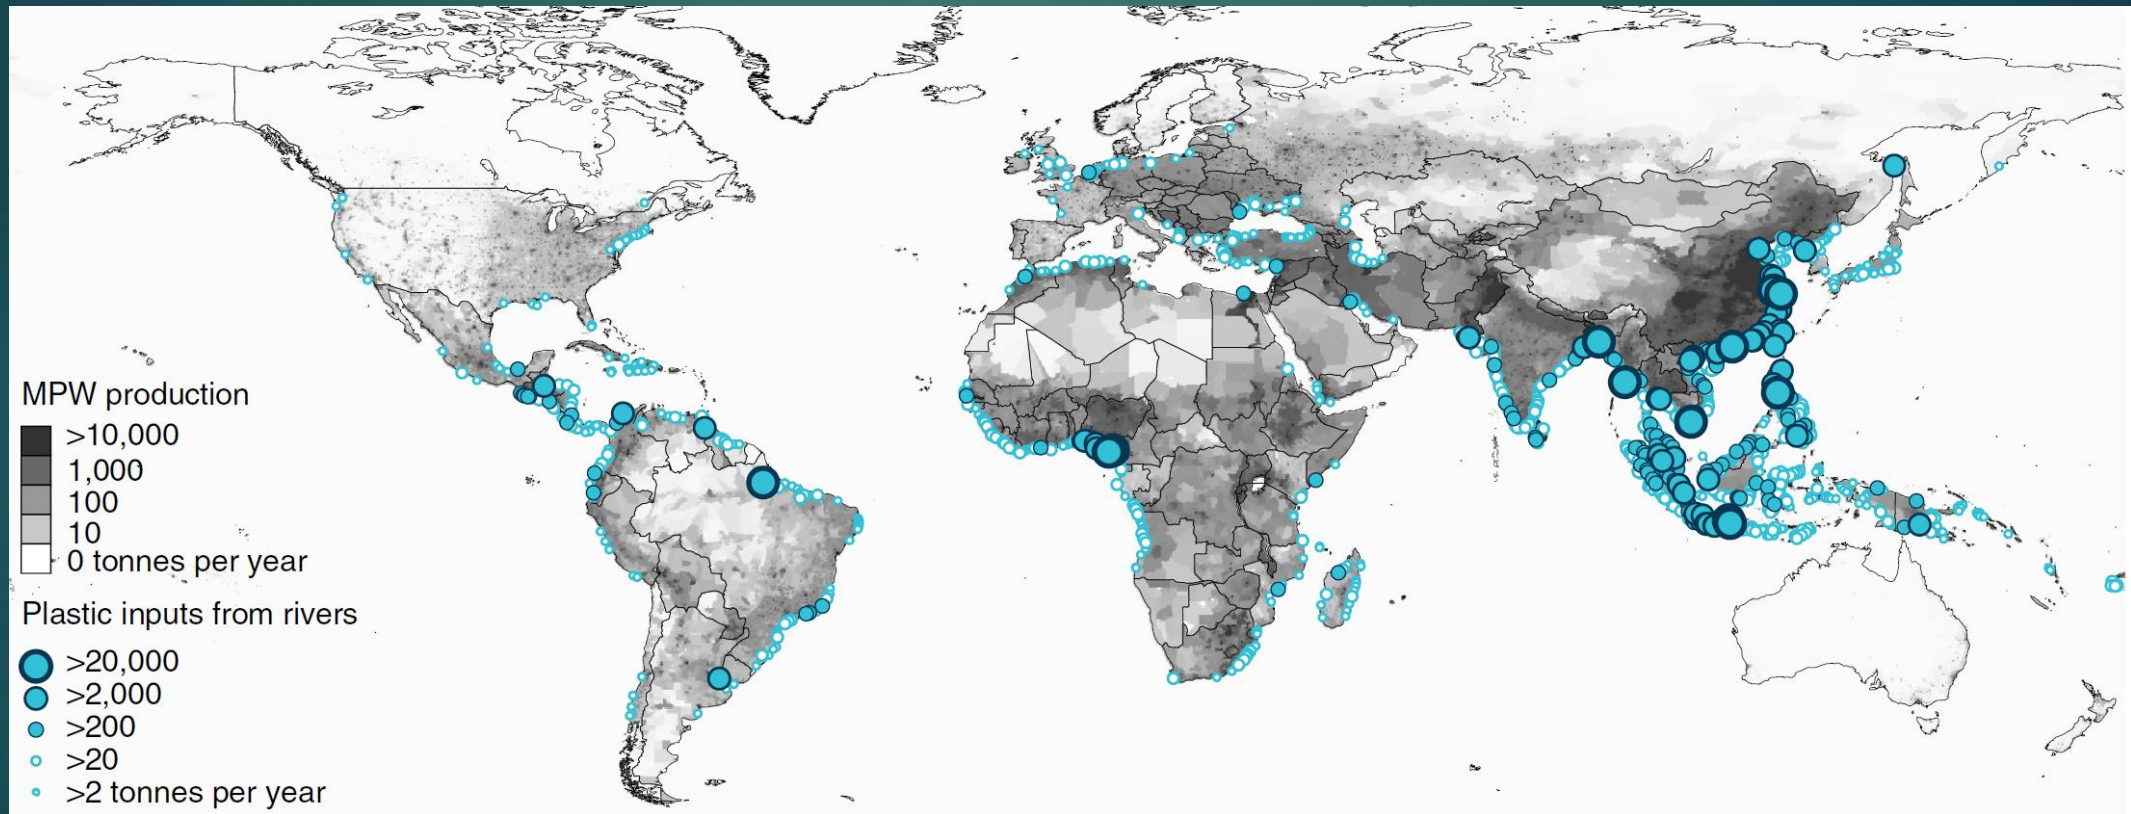 MPW production
>10,000
1,000
100
10
0 tonnes per year
Plastic inputs from rivers
>20,000
>2,000
>200
>20
>2 tonnes per year